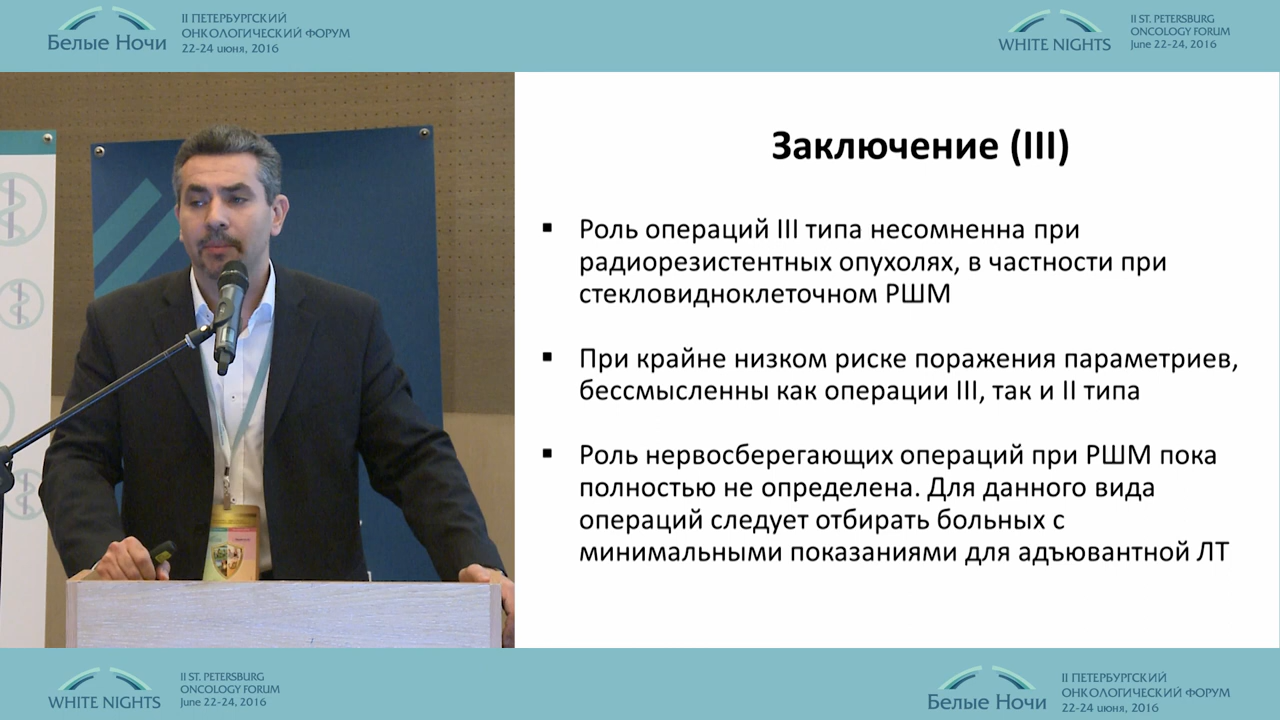 Белые Ночи
II ПЕТЕРБУРГСКИЙ
ОНКОЛОГИЧЕСКИЙ ФОРУМ
22-24 июня, 2016
WHITE NIGHTS
II ST. PETERSBURG
ONCOLOGY FORUM
June 22-24, 2016
Заключение (III)
Роль операций III типа несомненна при
радиорезистентных опухолях, в частности при
стекловидноклеточном РШМ
При крайне низком риске поражения параметриев,
бессмысленны как операции III, так и II типа
Роль нервосберегающих операций при РШМ пока
полностью не определена. Для данного вида
операций следует отбирать больных с
минимальными показаниями для адъювантной ЛТ
WHITE NIGHTS
II ST. PETERSBURG
ONCOLOGY FORUM
June 22-24, 2016
Белые Ночи
II ПЕТЕРБУРГСКИЙ
ОНКОЛОГИЧЕСКИЙ ФОРУМ
22-24 июня, 2016